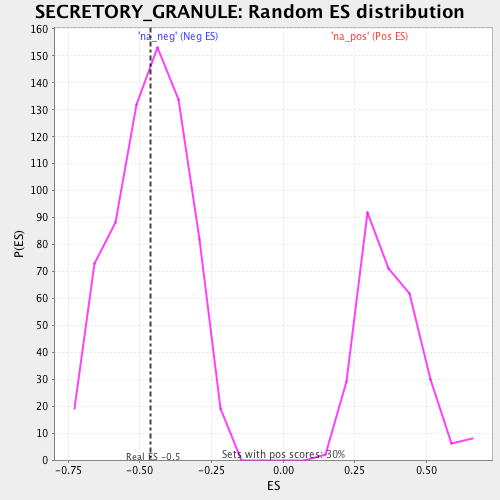 SECRETORY_GRANULE: Random ES distribution
'na_neg' (Neg ES) 'na_pos' (Pos ES)
160
150
140
130
120
110
100
90
80
70
60
50
40
30
20
10
0
P(ES)
Real ES -0.5 Sets with pos scores: 30%
-0.75 -0.50 -0.25 0.00 0.25 0.50
ES